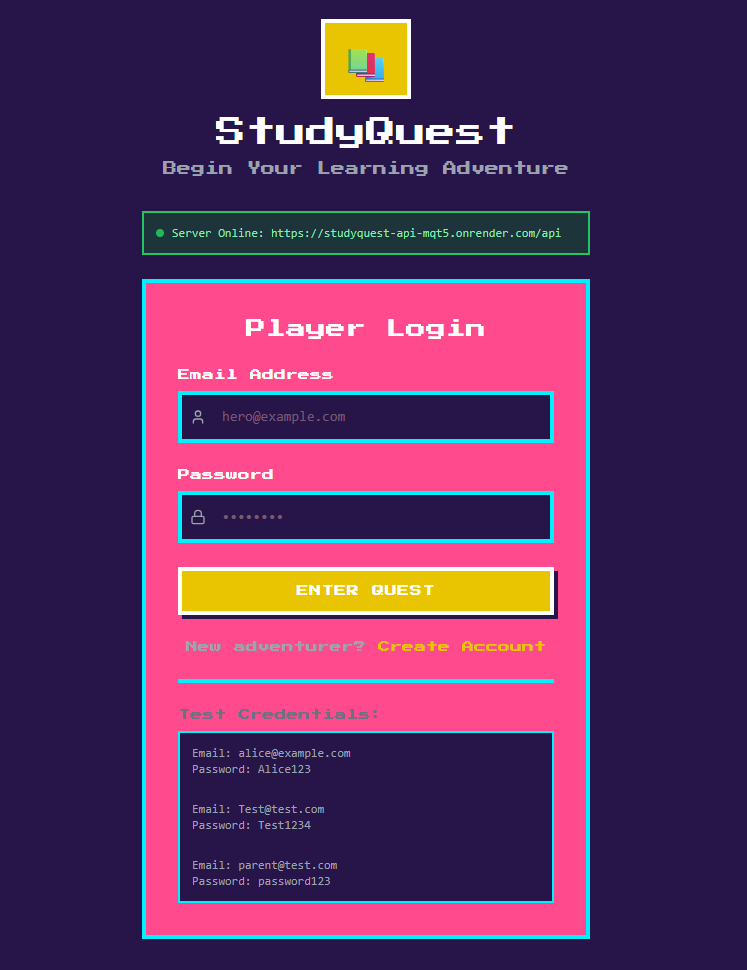 StudyQuest
Begin Your Learning Adventure
Server Online: https://studyquest-api-mqt5.onrender.com/api
Player Login
Email Address
hero@example.com
Password
••••••••
ENTER QUEST
New adventurer? Create Account
Test Credentials:
Email: alice@example.com
Password: Alice123
Email: Test@test.com
Password: Test1234
Email: parent@test.com
Password: password123